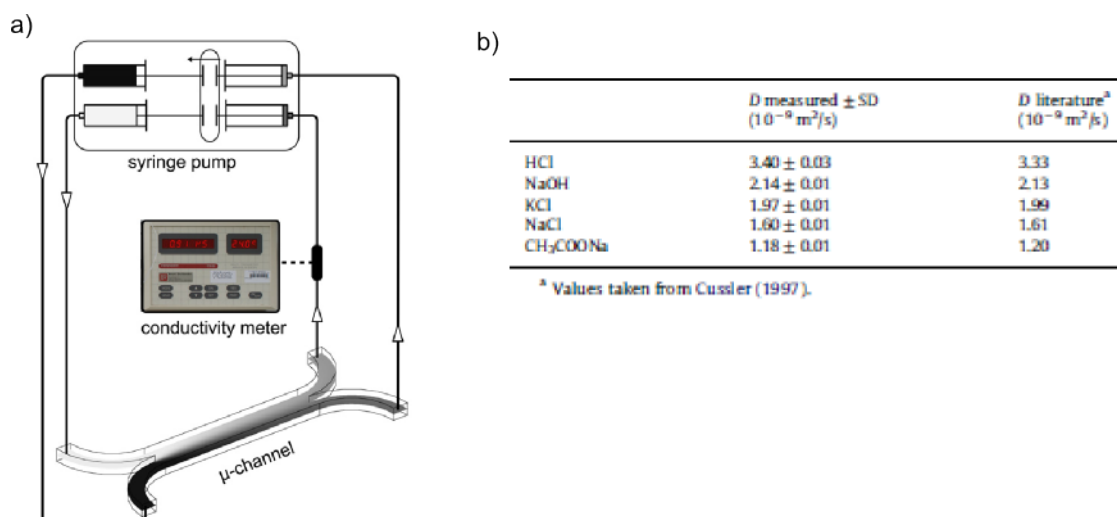 a)
syringe pump
conductivity meter
μ-channel
b)
D measured ± SD D literatureᵃ
(10⁻⁹ m²/s) (10⁻⁹ m²/s)
HCl 3.40 ± 0.03 3.33
NaOH 2.14 ± 0.01 2.13
KCl 1.97 ± 0.01 1.99
NaCl 1.60 ± 0.01 1.61
CH₃COONa 1.18 ± 0.01 1.20
ᵃ Values taken from Cussler (1997).